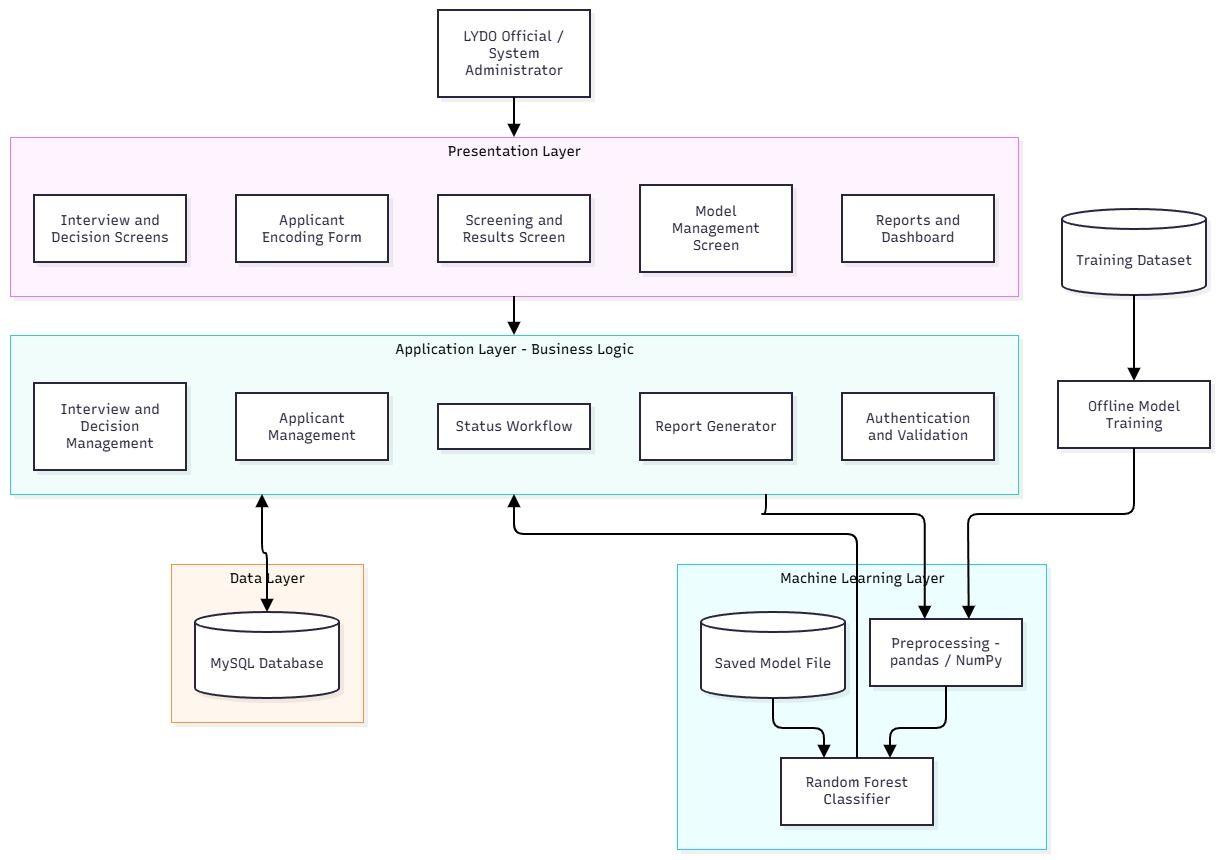 LYDO Official /
System
Administrator
Presentation Layer
Interview and
Decision Screens
Applicant
Encoding Form
Screening and
Results Screen
Model
Management
Screen
Reports and
Dashboard
Training Dataset
Application Layer - Business Logic
Interview and
Decision
Management
Applicant
Management
Status Workflow
Report Generator
Authentication
and Validation
Offline Model
Training
Data Layer
MySQL Database
Machine Learning Layer
Saved Model File
Preprocessing -
pandas / NumPy
Random Forest
Classifier